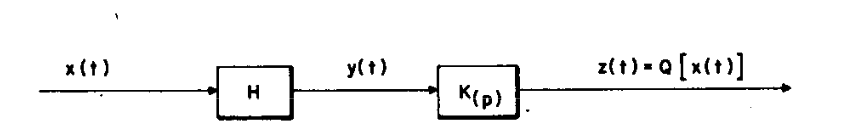 x(t)
H
y(t)
K(p)
z(t) = Q [x(t)]